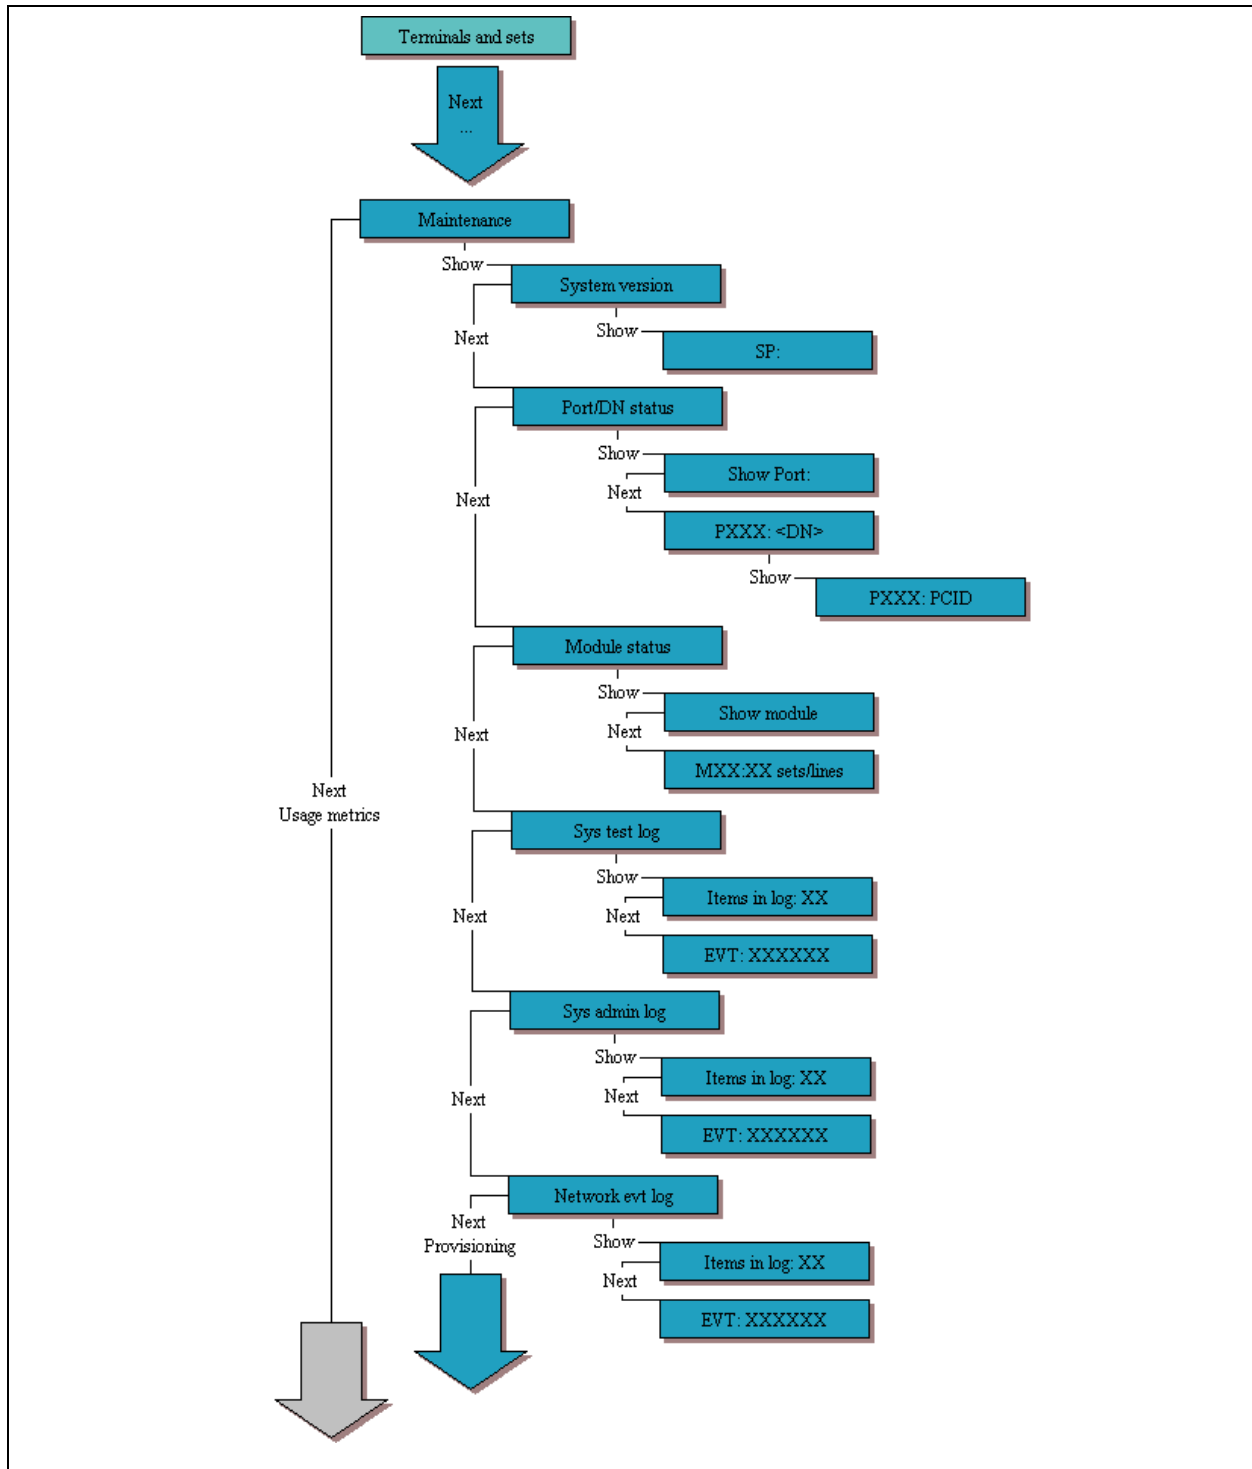 Terminals and sets
Next
...
Maintenance
Show
System version
Show
Next
SP:
Port/DN status
Show
Show Port:
Next
Next
PXXX: <DN>
Show
PXXX: PCID
Module status
Show
Show module
Next
Next
MXX:XX sets/lines
Next
Usage metrics
Sys test log
Show
Items in log: XX
Next
Next
EVT: XXXXXX
Sys admin log
Show
Items in log: XX
Next
Next
EVT: XXXXXX
Network evt log
Next
Provisioning
Show
Items in log: XX
Next
EVT: XXXXXX